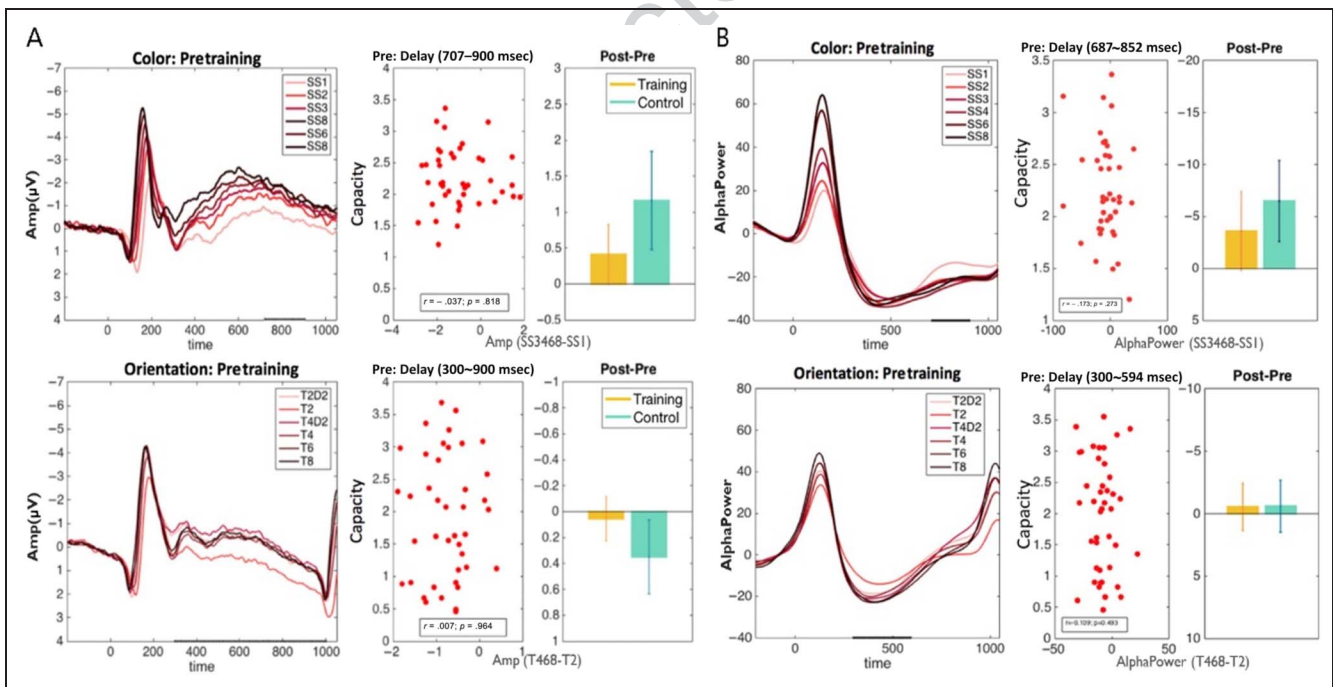 A
Color: Pretraining
−7
−6
−5
−4
−3
−2
−1
0
1
2
3
4
Amp(µV)
SS1
SS2
SS3
SS8
SS6
SS8
0
200
400
600
800
1000
time
Pre: Delay (707–900 msec)
4
3.5
3
2.5
2
1.5
1
0.5
0
Capacity
r = – .037; p = .818
−4
−2
0
2
Amp (SS3468-SS1)
Post-Pre
3
2.5
2
1.5
1
0.5
0
−0.5
Training
Control
B
Color: Pretraining
80
60
40
20
0
−20
−40
AlphaPower
SS1
SS2
SS3
SS4
SS6
SS8
0
500
1000
time
Pre: Delay (687~852 msec)
3.5
3
2.5
2
1.5
1
Capacity
r = – .173; p = .273
−100
0
100
AlphaPower (SS3468-SS1)
Post-Pre
−20
−15
−10
−5
0
5
Orientation: Pretraining
−7
−6
−5
−4
−3
−2
−1
0
1
2
3
4
Amp(µV)
T2D2
T2
T4D2
T4
T6
T8
0
200
400
600
800
1000
time
Pre: Delay (300~900 msec)
4
3.5
3
2.5
2
1.5
1
0.5
0
Capacity
r = .007; p = .964
−2
−1
0
1
Amp (T468-T2)
Post-Pre
−1
−0.8
−0.6
−0.4
−0.2
0
0.2
0.4
0.6
0.8
1
Training
Control
Orientation: Pretraining
80
60
40
20
0
−20
−40
AlphaPower
T2D2
T2
T4D2
T4
T6
T8
0
500
1000
time
Pre: Delay (300~594 msec)
4
3.5
3
2.5
2
1.5
1
0.5
0
Capacity
−50
0
50
AlphaPower (T468-T2)
Post-Pre
−10
−5
0
5
10